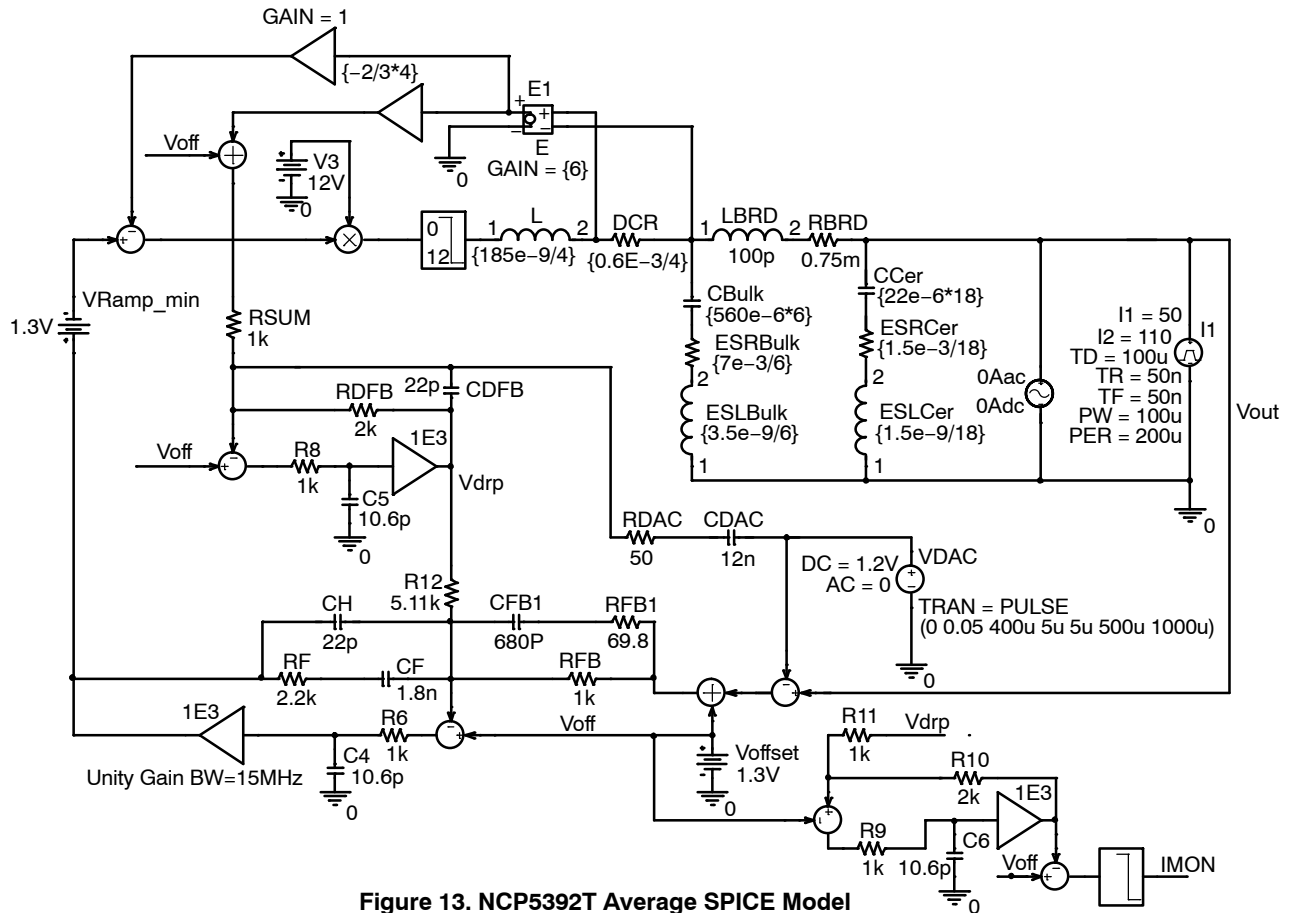 GAIN = 1
{−2/3*4}
E1
+
−
+
−
E
GAIN = {6}
0
Voff
+
V3
12V
0
+
−
×
0
12
1
L
2
{185e−9/4}
DCR
{0.6E−3/4}
1
LBRD
2
100p
RBRD
0.75m
VRamp_min
1.3V
RSUM
1k
CBulk
{560e−6*6}
ESRBulk
{7e−3/6}
2
ESLBulk
{3.5e−9/6}
1
CCer
{22e−6*18}
ESRCer
{1.5e−3/18}
2
ESLCer
{1.5e−9/18}
1
0Aac
0Adc
I1 = 50
I2 = 110
TD = 100u
TR = 50n
TF = 50n
PW = 100u
PER = 200u
I1
Vout
0
22p
CDFB
RDFB
2k
Voff
+
−
R8
1k
1E3
C5
10.6p
0
Vdrp
RDAC
50
CDAC
12n
DC = 1.2V
AC = 0
VDAC
+
−
TRAN = PULSE
(0 0.05 400u 5u 5u 500u 1000u)
0
R12
5.11k
CH
22p
CFB1
680P
RFB1
69.8
RF
2.2k
CF
1.8n
RFB
1k
+
−
+
1E3
R6
1k
−
+
Voff
C4
10.6p
0
Unity Gain BW=15MHz
Voffset
1.3V
0
R11
1k
Vdrp
R10
2k
1E3
+
R9
1k
C6
10.6p
0
Voff
+
−
IMON
Figure 13. NCP5392T Average SPICE Model